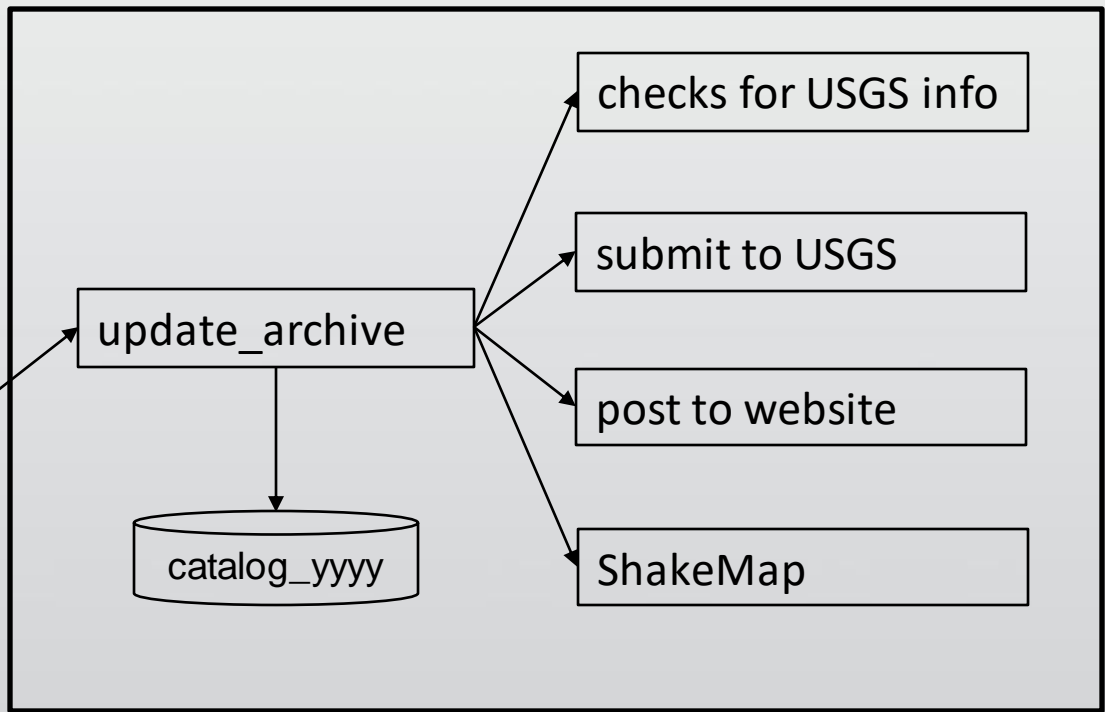 checks for USGS info
submit to USGS
update_archive
post to website
catalog_yyyy
ShakeMap